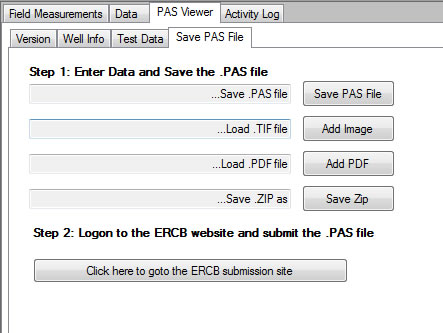 Field Measurements Data PAS Viewer Activity Log
Version Well Info Test Data Save PAS File
Step 1: Enter Data and Save the .PAS file
...Save .PAS file Save PAS File
...Load .TIF file Add Image
...Load .PDF file Add PDF
...Save .ZIP as Save Zip
Step 2: Logon to the ERCB website and submit the .PAS file
Click here to goto the ERCB submission site